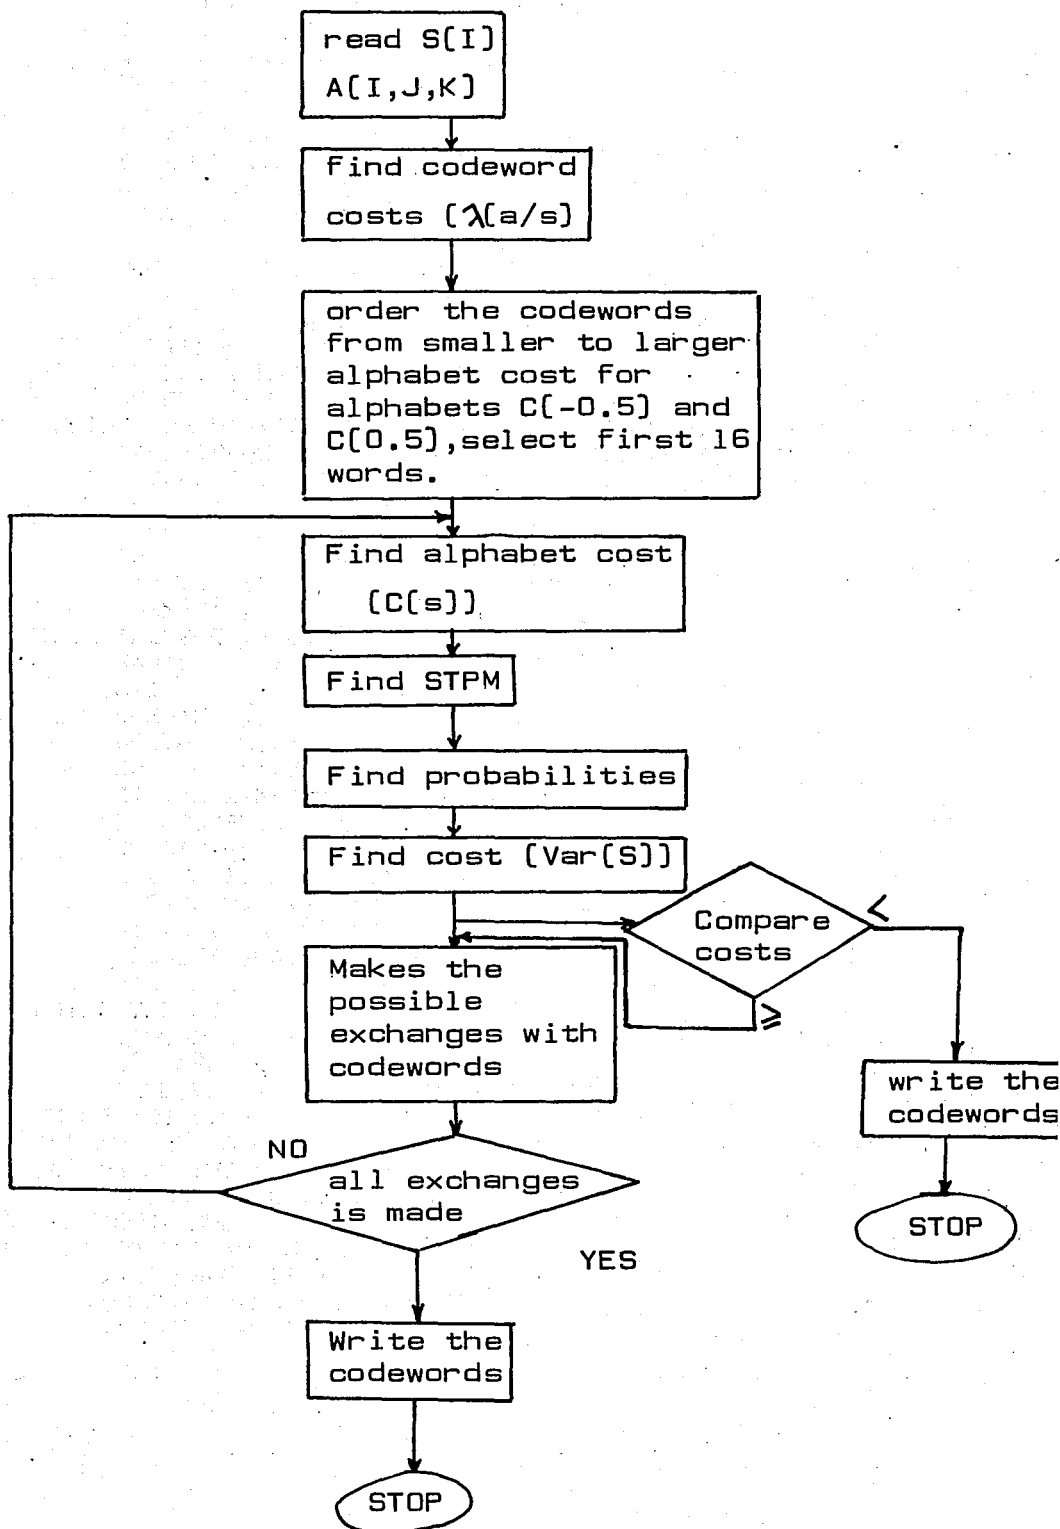 read S(I)
A(I,J,K)
find codeword
costs (λ(a/s)
order the codewords
from smaller to larger
alphabet cost for
alphabets C(-0.5) and
C(0.5),select first 16
words.
Find alphabet cost
(C(s))
Find STPM
Find probabilities
Find cost (Var(S))
Compare
costs
<
≥
Makes the
possible
exchanges with
codewords
write the
codewords
STOP
NO
all exchanges
is made
YES
Write the
codewords
STOP